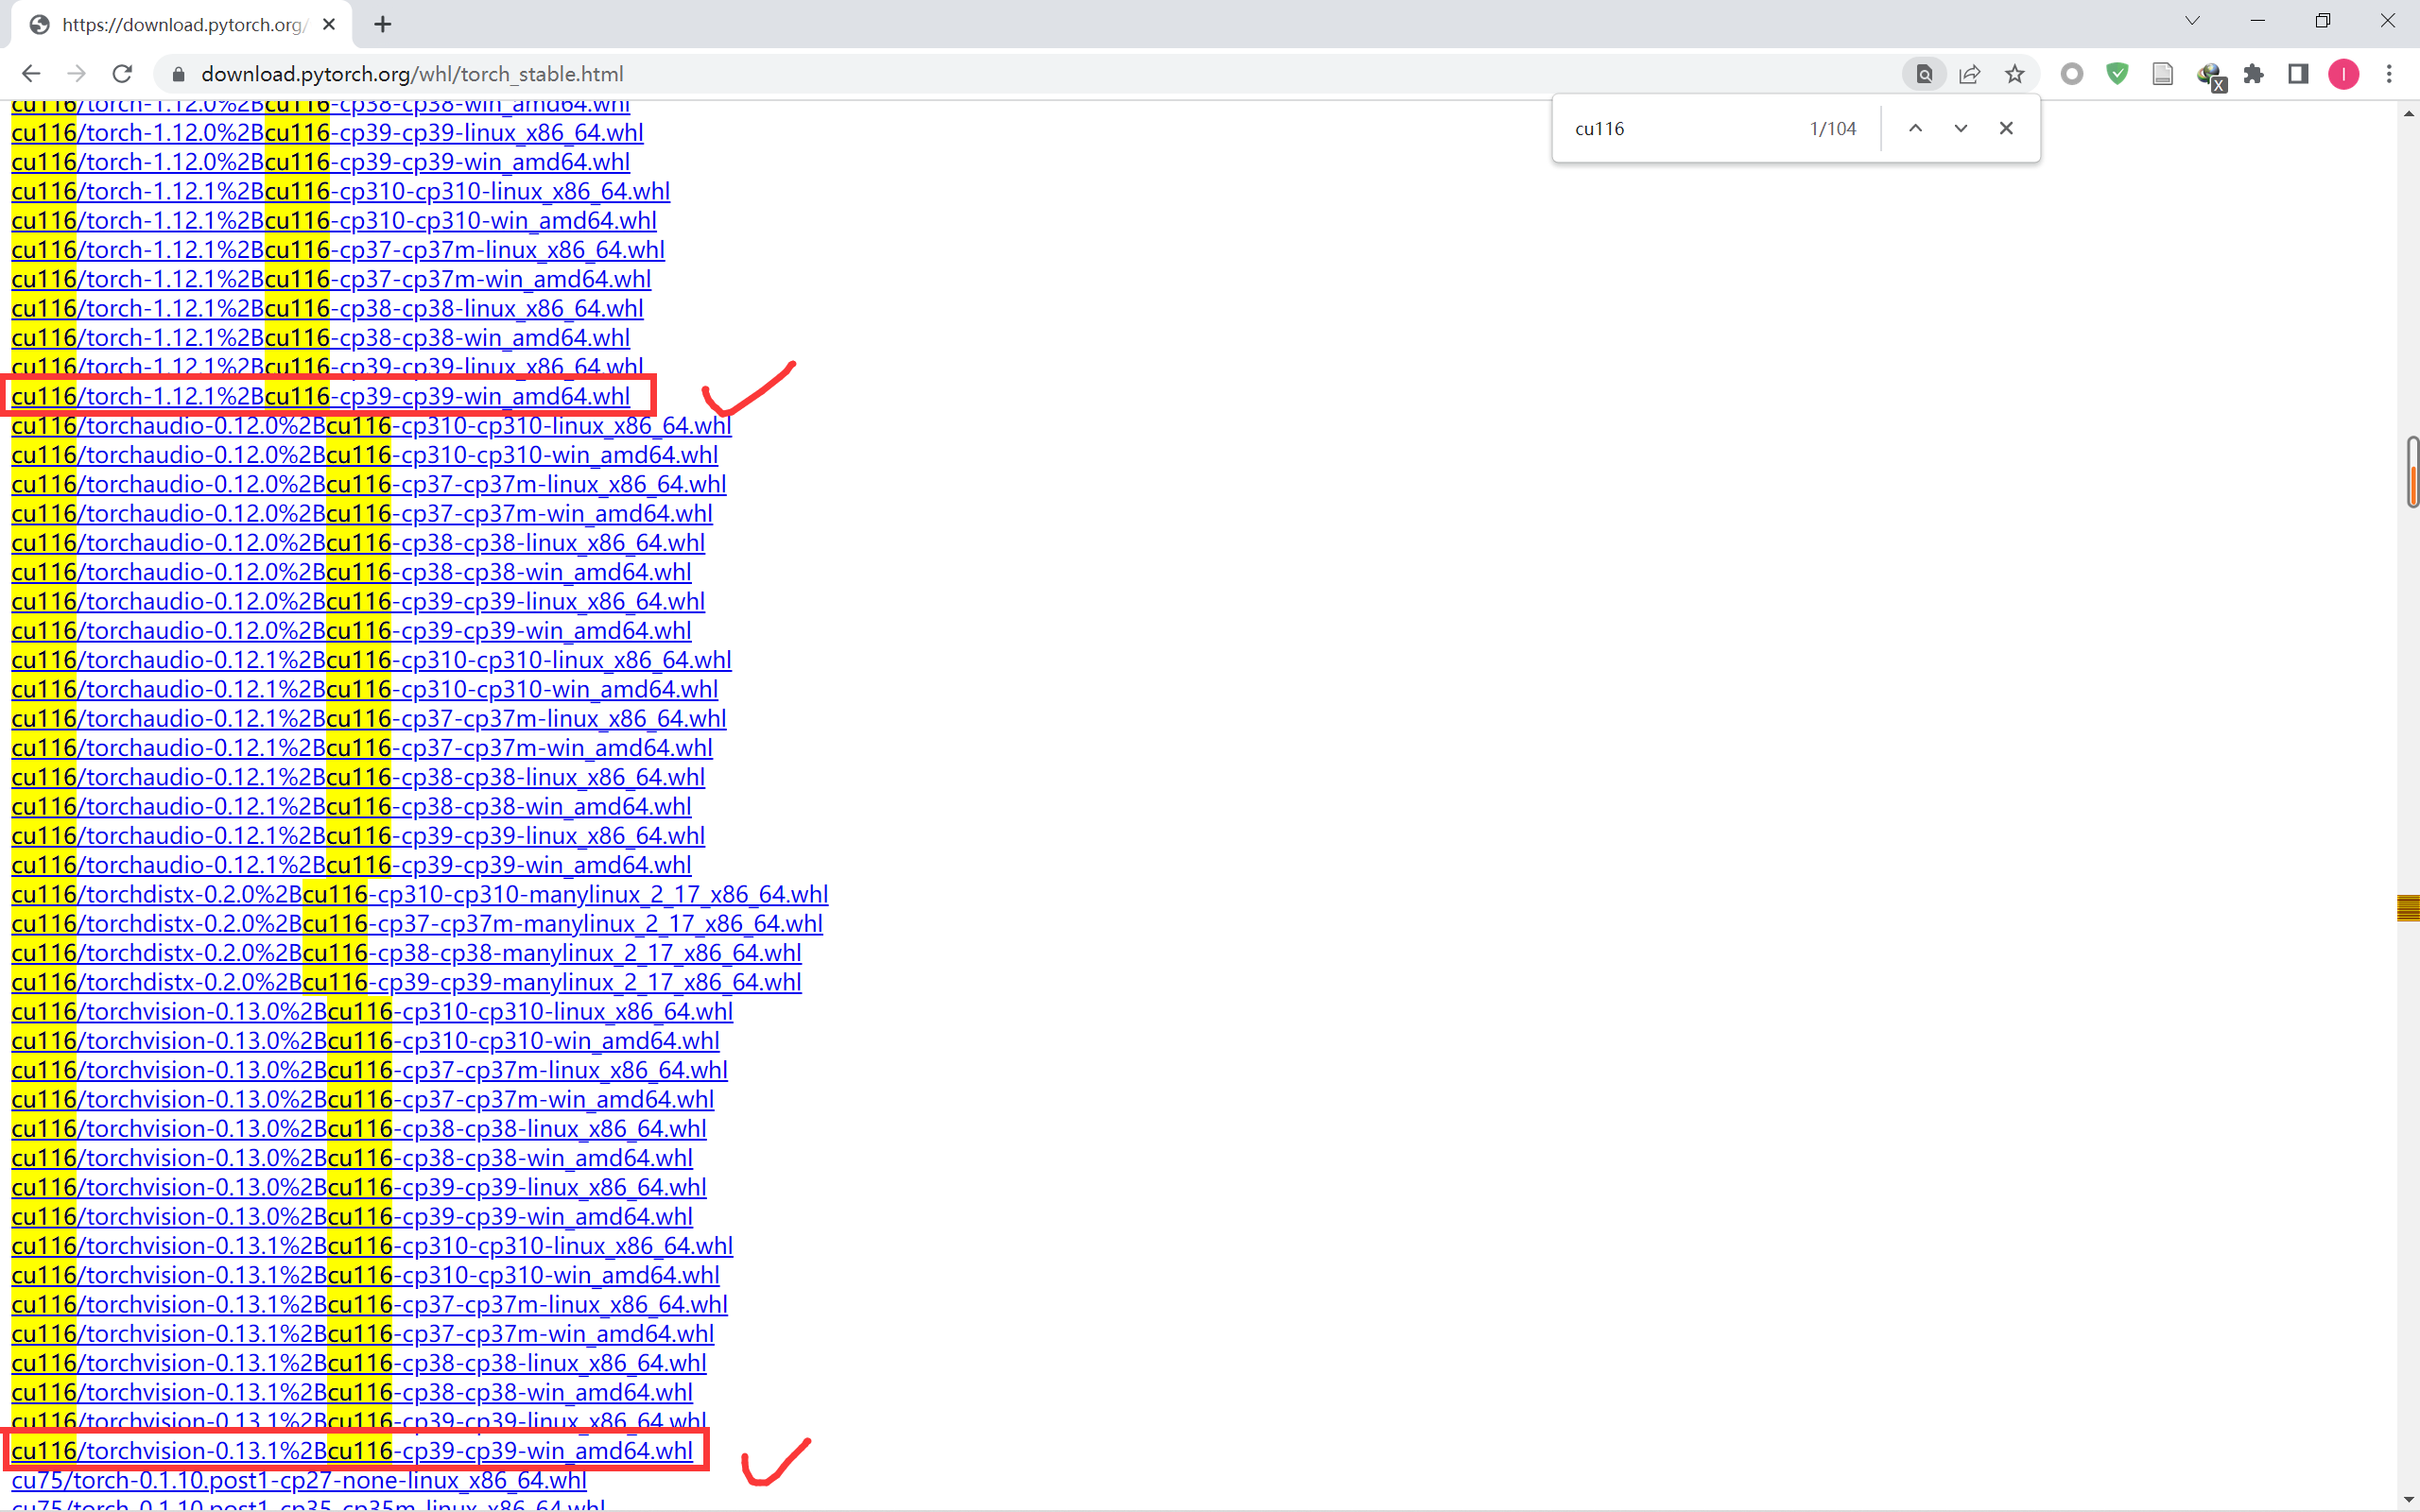 https://download.pytorch.org/
download.pytorch.org/whl/torch_stable.html
cu116 1/104
cu116/torch-1.12.0%2Bcu116-cp38-cp38-win_amd64.whl
cu116/torch-1.12.0%2Bcu116-cp39-cp39-linux_x86_64.whl
cu116/torch-1.12.0%2Bcu116-cp39-cp39-win_amd64.whl
cu116/torch-1.12.1%2Bcu116-cp310-cp310-linux_x86_64.whl
cu116/torch-1.12.1%2Bcu116-cp310-cp310-win_amd64.whl
cu116/torch-1.12.1%2Bcu116-cp37-cp37m-linux_x86_64.whl
cu116/torch-1.12.1%2Bcu116-cp37-cp37m-win_amd64.whl
cu116/torch-1.12.1%2Bcu116-cp38-cp38-linux_x86_64.whl
cu116/torch-1.12.1%2Bcu116-cp38-cp38-win_amd64.whl
cu116/torch-1.12.1%2Bcu116-cp39-cp39-linux_x86_64.whl
cu116/torch-1.12.1%2Bcu116-cp39-cp39-win_amd64.whl
cu116/torchaudio-0.12.0%2Bcu116-cp310-cp310-linux_x86_64.whl
cu116/torchaudio-0.12.0%2Bcu116-cp310-cp310-win_amd64.whl
cu116/torchaudio-0.12.0%2Bcu116-cp37-cp37m-linux_x86_64.whl
cu116/torchaudio-0.12.0%2Bcu116-cp37-cp37m-win_amd64.whl
cu116/torchaudio-0.12.0%2Bcu116-cp38-cp38-linux_x86_64.whl
cu116/torchaudio-0.12.0%2Bcu116-cp38-cp38-win_amd64.whl
cu116/torchaudio-0.12.0%2Bcu116-cp39-cp39-linux_x86_64.whl
cu116/torchaudio-0.12.0%2Bcu116-cp39-cp39-win_amd64.whl
cu116/torchaudio-0.12.1%2Bcu116-cp310-cp310-linux_x86_64.whl
cu116/torchaudio-0.12.1%2Bcu116-cp310-cp310-win_amd64.whl
cu116/torchaudio-0.12.1%2Bcu116-cp37-cp37m-linux_x86_64.whl
cu116/torchaudio-0.12.1%2Bcu116-cp37-cp37m-win_amd64.whl
cu116/torchaudio-0.12.1%2Bcu116-cp38-cp38-linux_x86_64.whl
cu116/torchaudio-0.12.1%2Bcu116-cp38-cp38-win_amd64.whl
cu116/torchaudio-0.12.1%2Bcu116-cp39-cp39-linux_x86_64.whl
cu116/torchaudio-0.12.1%2Bcu116-cp39-cp39-win_amd64.whl
cu116/torchdistx-0.2.0%2Bcu116-cp310-cp310-manylinux_2_17_x86_64.whl
cu116/torchdistx-0.2.0%2Bcu116-cp37-cp37m-manylinux_2_17_x86_64.whl
cu116/torchdistx-0.2.0%2Bcu116-cp38-cp38-manylinux_2_17_x86_64.whl
cu116/torchdistx-0.2.0%2Bcu116-cp39-cp39-manylinux_2_17_x86_64.whl
cu116/torchvision-0.13.0%2Bcu116-cp310-cp310-linux_x86_64.whl
cu116/torchvision-0.13.0%2Bcu116-cp310-cp310-win_amd64.whl
cu116/torchvision-0.13.0%2Bcu116-cp37-cp37m-linux_x86_64.whl
cu116/torchvision-0.13.0%2Bcu116-cp37-cp37m-win_amd64.whl
cu116/torchvision-0.13.0%2Bcu116-cp38-cp38-linux_x86_64.whl
cu116/torchvision-0.13.0%2Bcu116-cp38-cp38-win_amd64.whl
cu116/torchvision-0.13.0%2Bcu116-cp39-cp39-linux_x86_64.whl
cu116/torchvision-0.13.0%2Bcu116-cp39-cp39-win_amd64.whl
cu116/torchvision-0.13.1%2Bcu116-cp310-cp310-linux_x86_64.whl
cu116/torchvision-0.13.1%2Bcu116-cp310-cp310-win_amd64.whl
cu116/torchvision-0.13.1%2Bcu116-cp37-cp37m-linux_x86_64.whl
cu116/torchvision-0.13.1%2Bcu116-cp37-cp37m-win_amd64.whl
cu116/torchvision-0.13.1%2Bcu116-cp38-cp38-linux_x86_64.whl
cu116/torchvision-0.13.1%2Bcu116-cp38-cp38-win_amd64.whl
cu116/torchvision-0.13.1%2Bcu116-cp39-cp39-linux_x86_64.whl
cu116/torchvision-0.13.1%2Bcu116-cp39-cp39-win_amd64.whl
cu75/torch-0.1.10.post1-cp27-none-linux_x86_64.whl
cu75/torch-0.1.10.post1-cp35-cp35m-linux_x86_64.whl